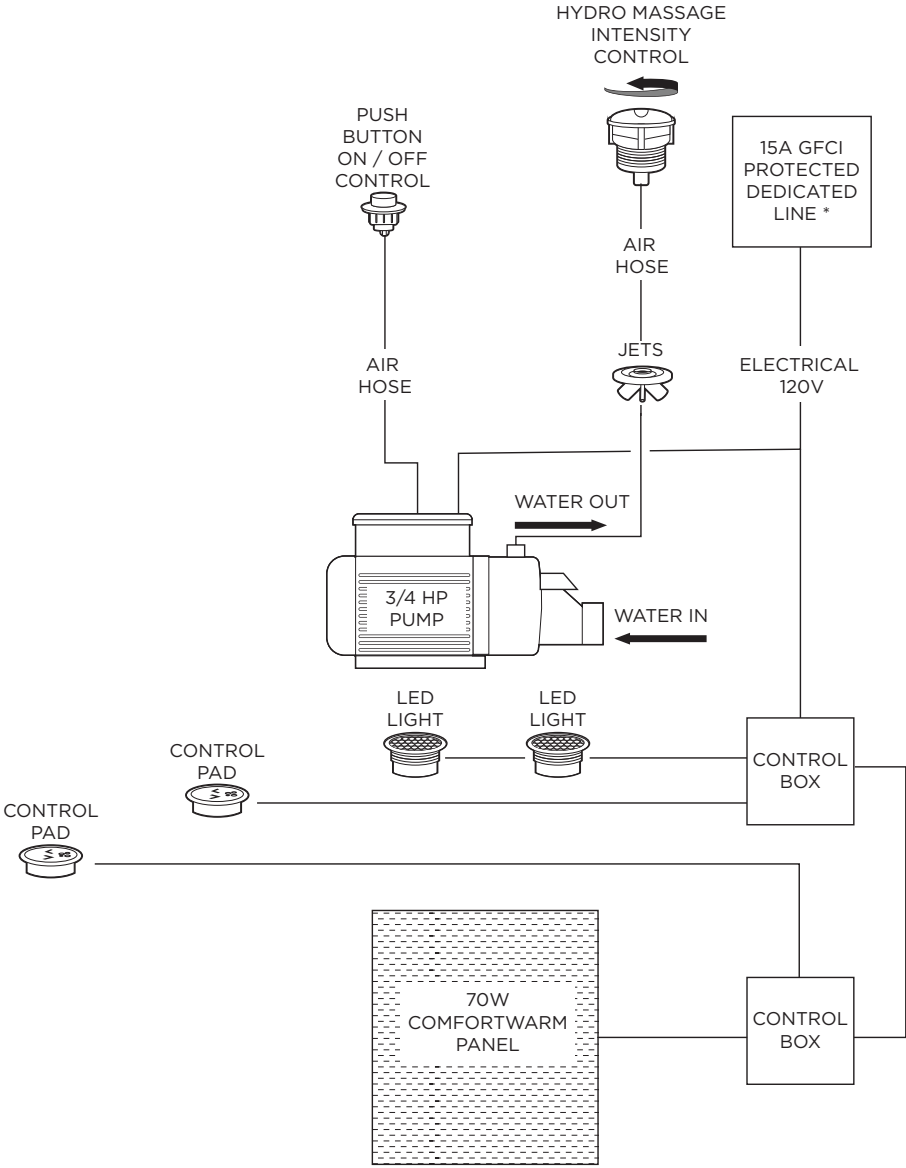 HYDRO MASSAGE
INTENSITY
CONTROL
PUSH
BUTTON
ON / OFF
CONTROL
15A GFCI
PROTECTED
DEDICATED
LINE *
AIR
HOSE
JETS
AIR
HOSE
ELECTRICAL
120V
WATER OUT
3/4 HP
PUMP
WATER IN
LED
LIGHT
LED
LIGHT
CONTROL
PAD
CONTROL
BOX
CONTROL
PAD
70W
COMFORTWARM
PANEL
CONTROL
BOX